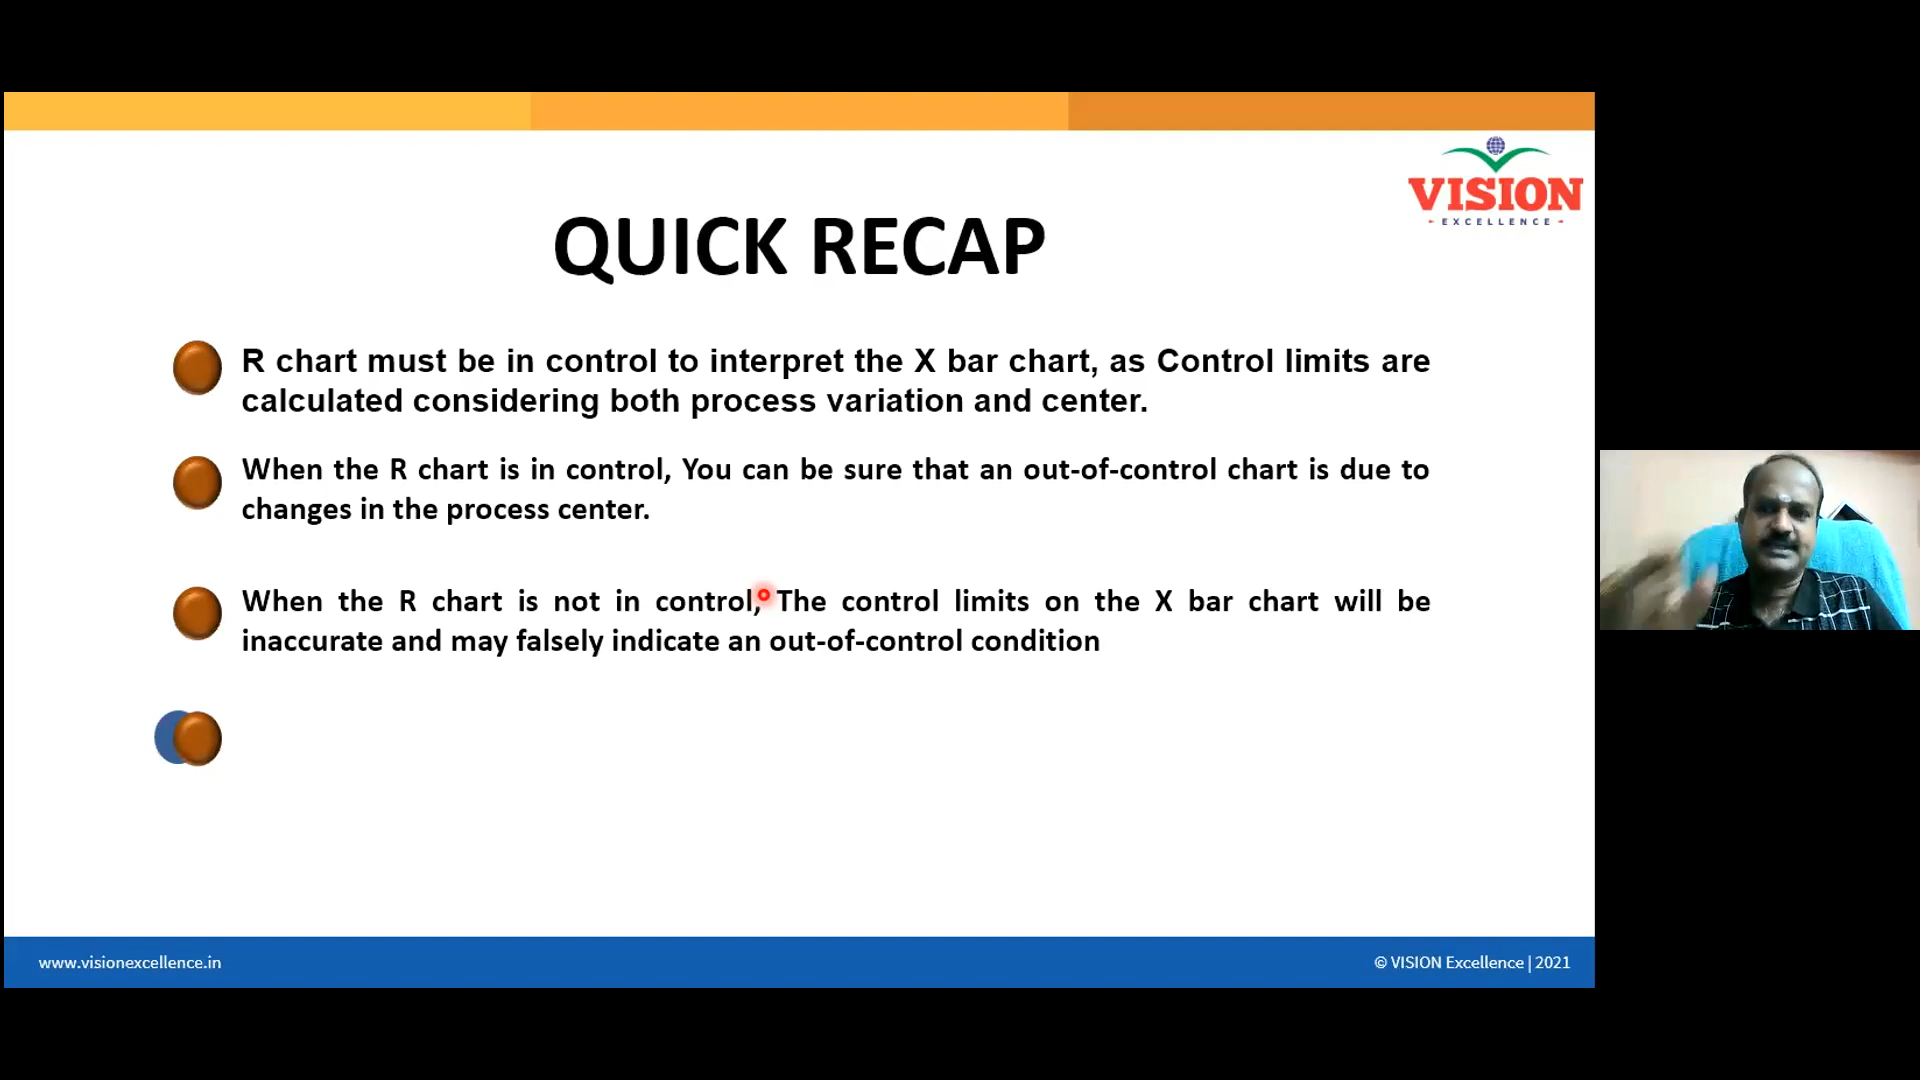 VISION
EXCELLENCE
QUICK RECAP
R chart must be in control to interpret the X bar chart, as Control limits are
calculated considering both process variation and center.
When the R chart is in control, You can be sure that an out-of-control chart is due to
changes in the process center.
When the R chart is not in control, The control limits on the X bar chart will be
inaccurate and may falsely indicate an out-of-control condition
www.visionexcellence.in
© VISION Excellence | 2021